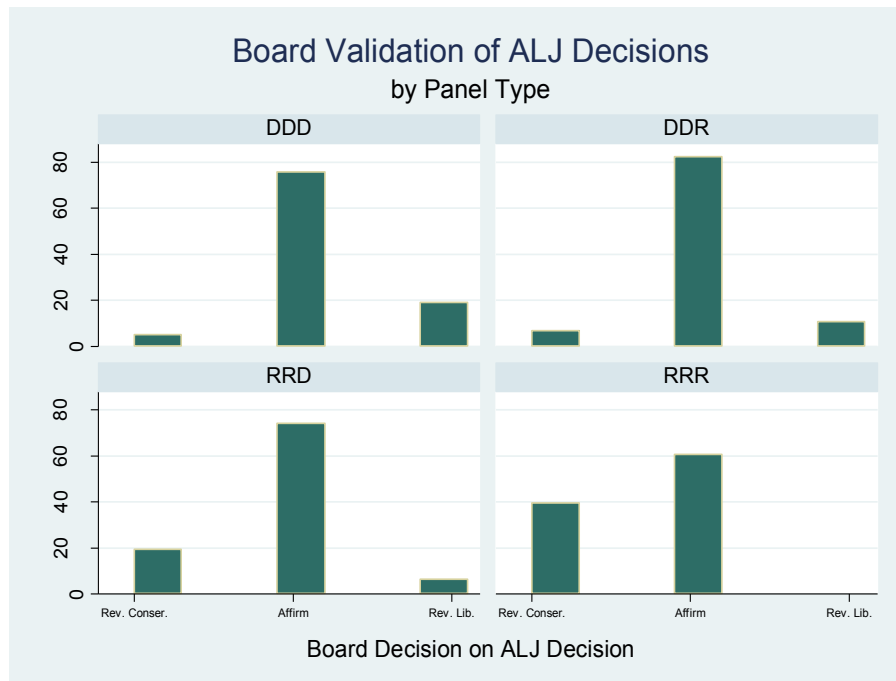 Board Validation of ALJ Decisions
by Panel Type
DDD
DDR
80
60
40
20
0
RRD
RRR
80
60
40
20
0
Rev. Conser.
Affirm
Rev. Lib.
Rev. Conser.
Affirm
Rev. Lib.
Board Decision on ALJ Decision